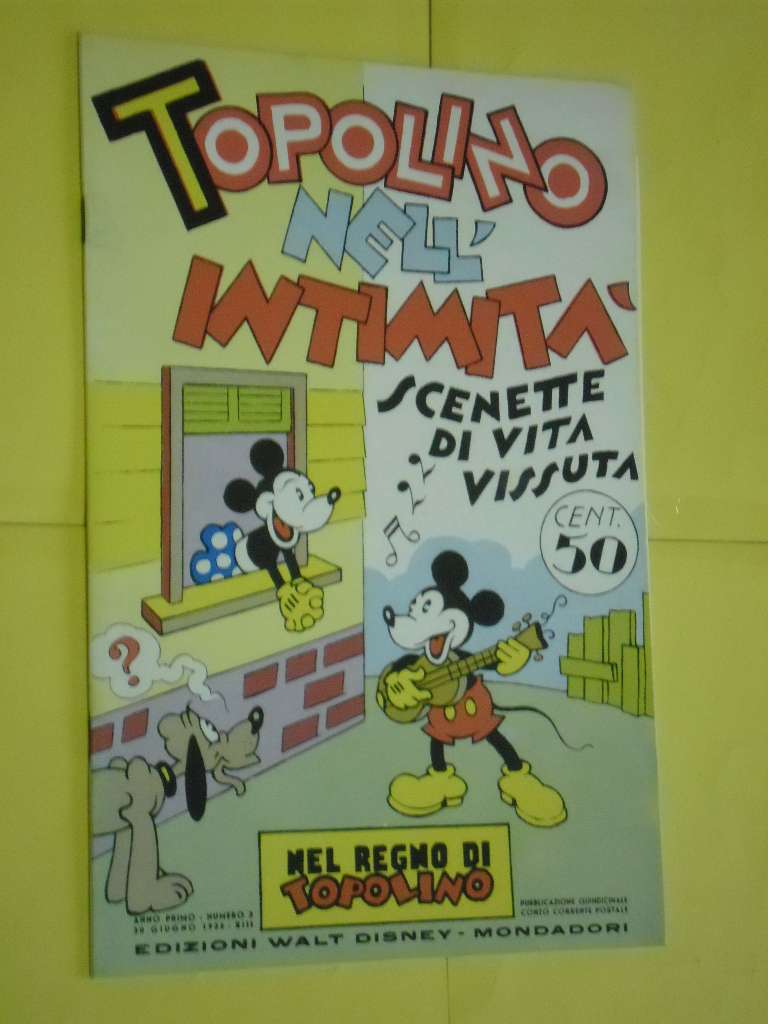 TOPOLINO
NELL'
INTIMITÀ
SCENETTE
DI VITA
VISSUTA
CENT.
50
?
NEL REGNO DI
TOPOLINO
ANNO PRIMO - NUMERO
GIUGNO
PUBBLICAZIONE QUINDICINALE
CONTO CORRENTE POSTALE
EDIZIONI WALT DISNEY - MONDADORI